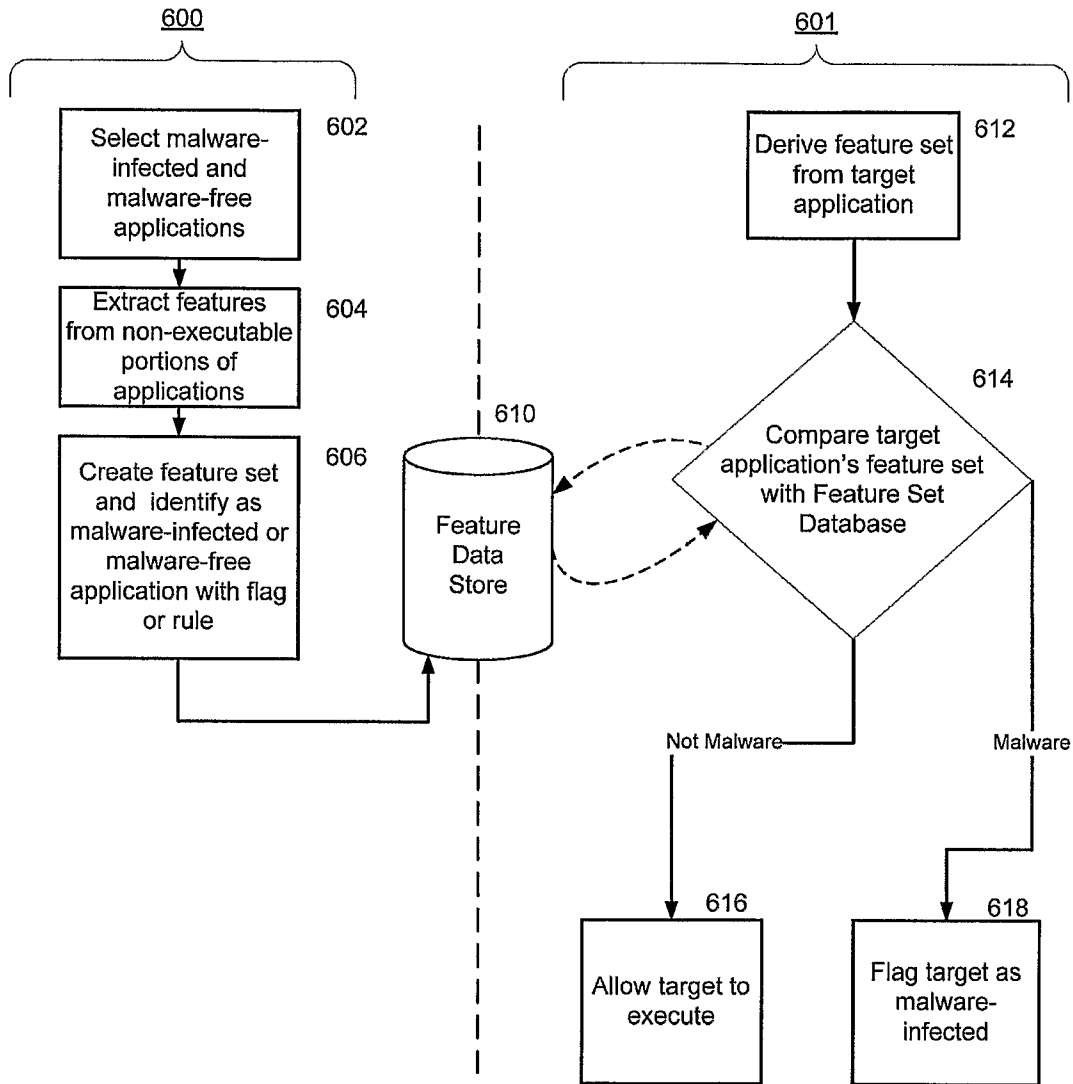 600
602
Select malware-
infected and
malware-free
applications
604
Extract features
from non-executable
portions of
applications
606
Create feature set
and identify as
malware-infected or
malware-free
application with flag
or rule
610
Feature
Data
Store
601
612
Derive feature set
from target
application
614
Compare target
application's feature set
with Feature Set
Database
Not Malware
Malware
616
Allow target to
execute
618
Flag target as
malware-
infected